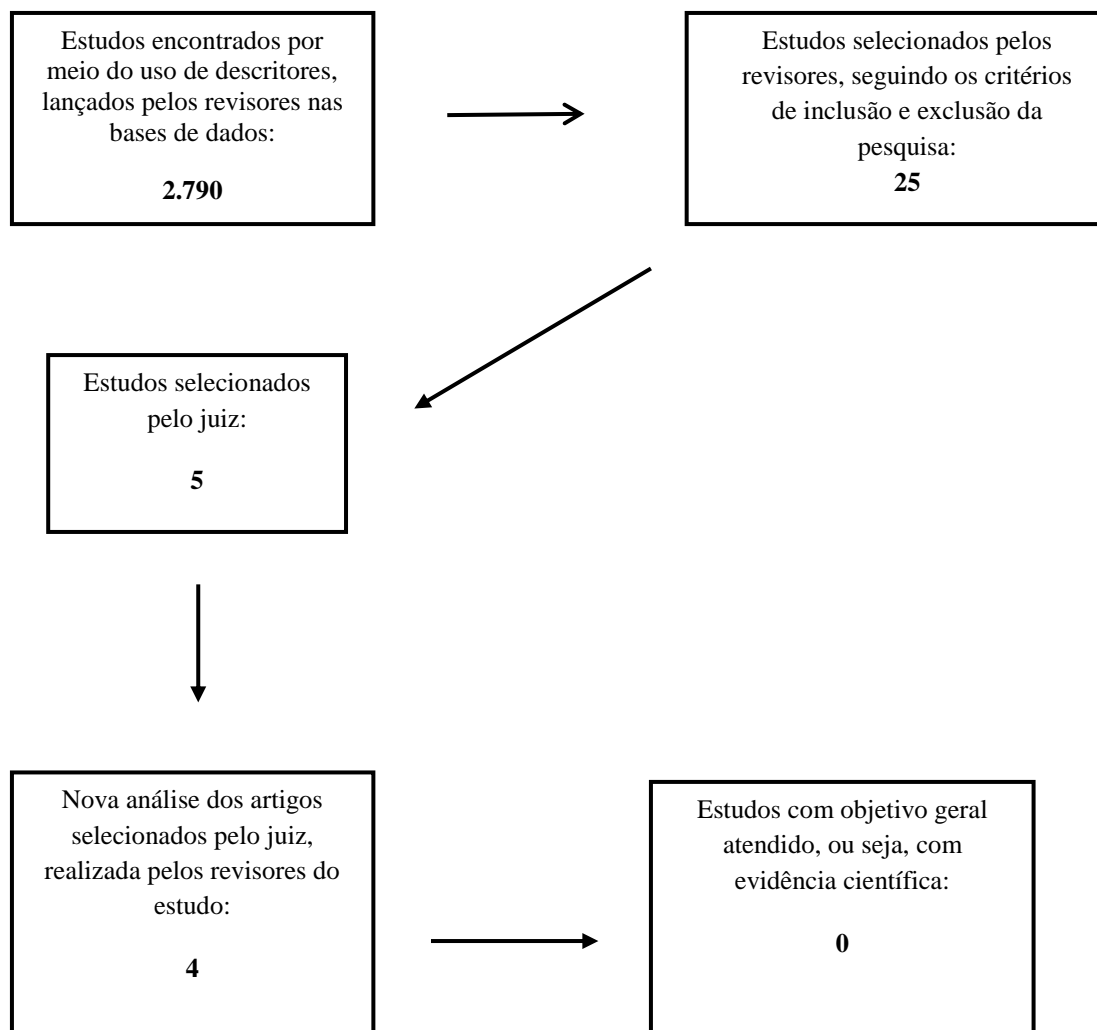 Estudos encontrados por
meio do uso de descritores,
lançados pelos revisores nas
bases de dados:
2.790
Estudos selecionados pelos
revisores, seguindo os critérios
de inclusão e exclusão da
pesquisa:
25
Estudos selecionados
pelo juiz:
5
Nova análise dos artigos
selecionados pelo juiz,
realizada pelos revisores do
estudo:
4
Estudos com objetivo geral
atendido, ou seja, com
evidência científica:
0